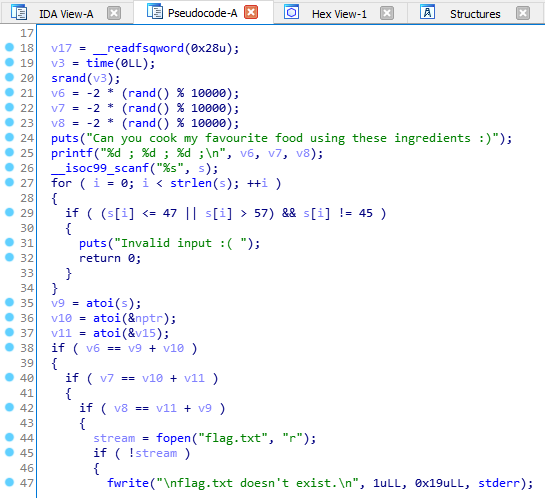 IDA View-A Pseudocode-A Hex View-1 Structures
17
18 v17 = __readfsqword(0x28u);
19 v3 = time(0LL);
20 srand(v3);
21 v6 = -2 * (rand() % 10000);
22 v7 = -2 * (rand() % 10000);
23 v8 = -2 * (rand() % 10000);
24 puts("Can you cook my favourite food using these ingredients :)");
25 printf("%d ; %d ; %d ;\n", v6, v7, v8);
26 __isoc99_scanf("%s", s);
27 for ( i = 0; i < strlen(s); ++i )
28 {
29 if ( (s[i] <= 47 || s[i] > 57) && s[i] != 45 )
30 {
31 puts("Invalid input :( ");
32 return 0;
33 }
34 }
35 v9 = atoi(s);
36 v10 = atoi(&nptr);
37 v11 = atoi(&v15);
38 if ( v6 == v9 + v10 )
39 {
40 if ( v7 == v10 + v11 )
41 {
42 if ( v8 == v11 + v9 )
43 {
44 stream = fopen("flag.txt", "r");
45 if ( !stream )
46 {
47 fwrite("\nflag.txt doesn't exist.\n", 1uLL, 0x19uLL, stderr);